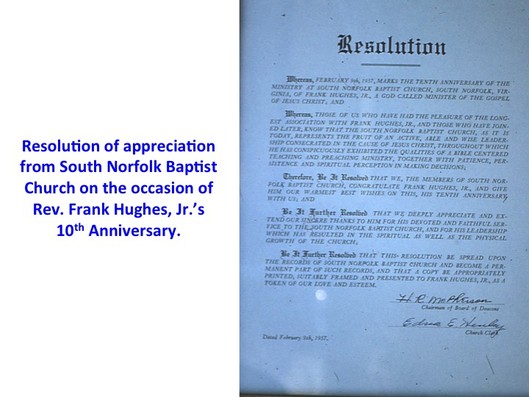 Resolution of appreciation
from South Norfolk Baptist
Church on the occasion of
Rev. Frank Hughes, Jr.’s
10th Anniversary.
Resolution
Whereas, FEBRUARY 9th, 1957, MARKS THE TENTH ANNIVERSARY OF THE
MINISTRY AT SOUTH NORFOLK BAPTIST CHURCH, SOUTH NORFOLK, VIR-
GINIA, OF FRANK HUGHES, JR., A GOD CALLED MINISTER OF THE GOSPEL
OF JESUS CHRIST; AND
Whereas, THOSE OF US WHO HAVE HAD THE PLEASURE OF THE LONG-
EST ASSOCIATION WITH FRANK HUGHES, JR., AND THOSE WHO HAVE JOIN-
ED LATER, KNOW THAT THE SOUTH NORFOLK BAPTIST CHURCH, AS IT IS
TODAY, REPRESENTS THE FRUIT OF AN ACTIVE, ABLE AND WISE LEADER-
SHIP CONSECRATED IN THE CAUSE OF JESUS CHRIST, THROUGHOUT WHICH
HE HAS CONSPICUOUSLY EXHIBITED THE QUALITIES OF A BIBLE CENTERED
TEACHING AND PREACHING MINISTRY, TOGETHER WITH PATIENCE, PER-
SISTENCE AND SPIRITUAL PERCEPTION IN MAKING DECISIONS;
Therefore, Be It Resolved THAT WE, THE MEMBERS OF SOUTH NOR-
FOLK BAPTIST CHURCH, CONGRATULATE FRANK HUGHES, JR., AND GIVE
HIM OUR WARMEST BEST WISHES ON THIS, HIS TENTH ANNIVERSARY
WITH US; AND
Be It Further Resolved THAT WE DEEPLY APPRECIATE AND EX-
TEND OUR SINCERE THANKS TO HIM FOR HIS DEVOTED AND FAITHFUL SER-
VICE TO THE SOUTH NORFOLK BAPTIST CHURCH, AND FOR HIS LEADERSHIP
WHICH HAS RESULTED IN THE SPIRITUAL AS WELL AS THE PHYSICAL
GROWTH OF THE CHURCH;
Be It Further Resolved THAT THIS RESOLUTION BE SPREAD UPON
THE RECORDS OF SOUTH NORFOLK BAPTIST CHURCH AND BECOME A PER-
MANENT PART OF SUCH RECORDS, AND THAT A COPY BE APPROPRIATELY
PRINTED, SUITABLY FRAMED AND PRESENTED TO FRANK HUGHES, JR., AS A
TOKEN OF OUR LOVE AND ESTEEM.
H. R. McPherson
Chairman of Board of Deacons
Edna E. Henley
Church Clerk
Dated February 9th, 1957.